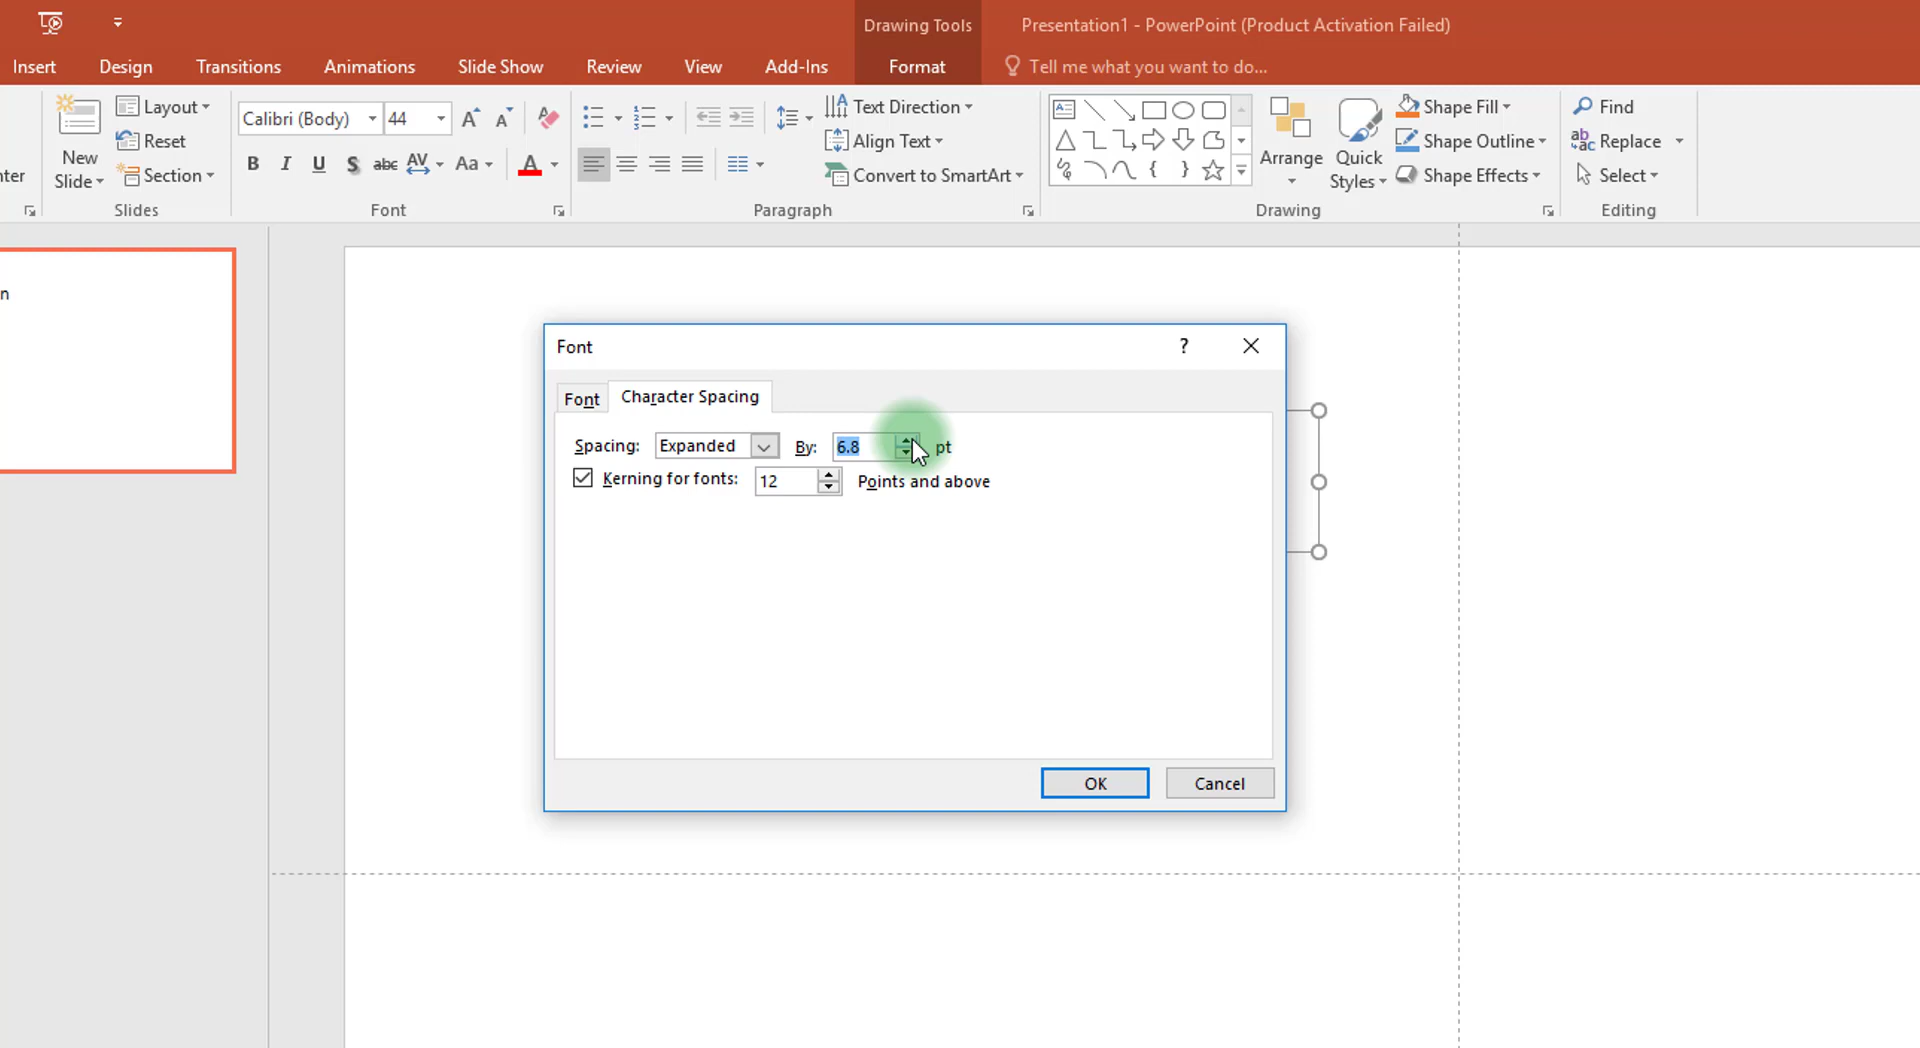 Drawing Tools
Presentation1 - PowerPoint (Product Activation Failed)
Insert Design Transitions Animations Slide Show Review View Add-Ins Format Tell me what you want to do...
Layout
Reset
Section
New
Slide
Slides
Calibri (Body) 44
B I U S abc AV Aa A
Font
Text Direction
Align Text
Convert to SmartArt
Paragraph
Arrange
Quick
Styles
Shape Fill
Shape Outline
Shape Effects
Drawing
Find
Replace
Select
Editing
nter
n
Font ?
Font Character Spacing
Spacing: Expanded By: 6.8 pt
Kerning for fonts: 12 Points and above
OK Cancel